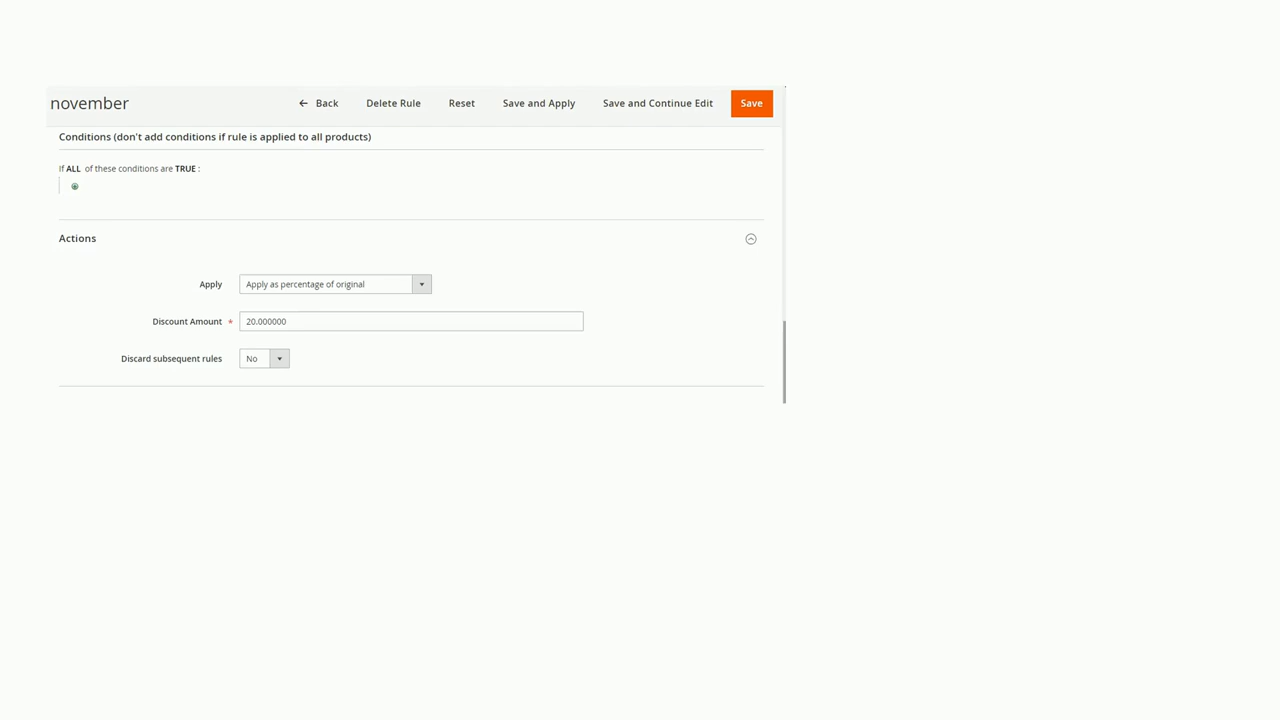 november
Back
Delete Rule
Reset
Save and Apply
Save and Continue Edit
Save
Conditions (don't add conditions if rule is applied to all products)
If ALL of these conditions are TRUE :
Actions
Apply
Apply as percentage of original
Discount Amount *
20.000000
Discard subsequent rules
No